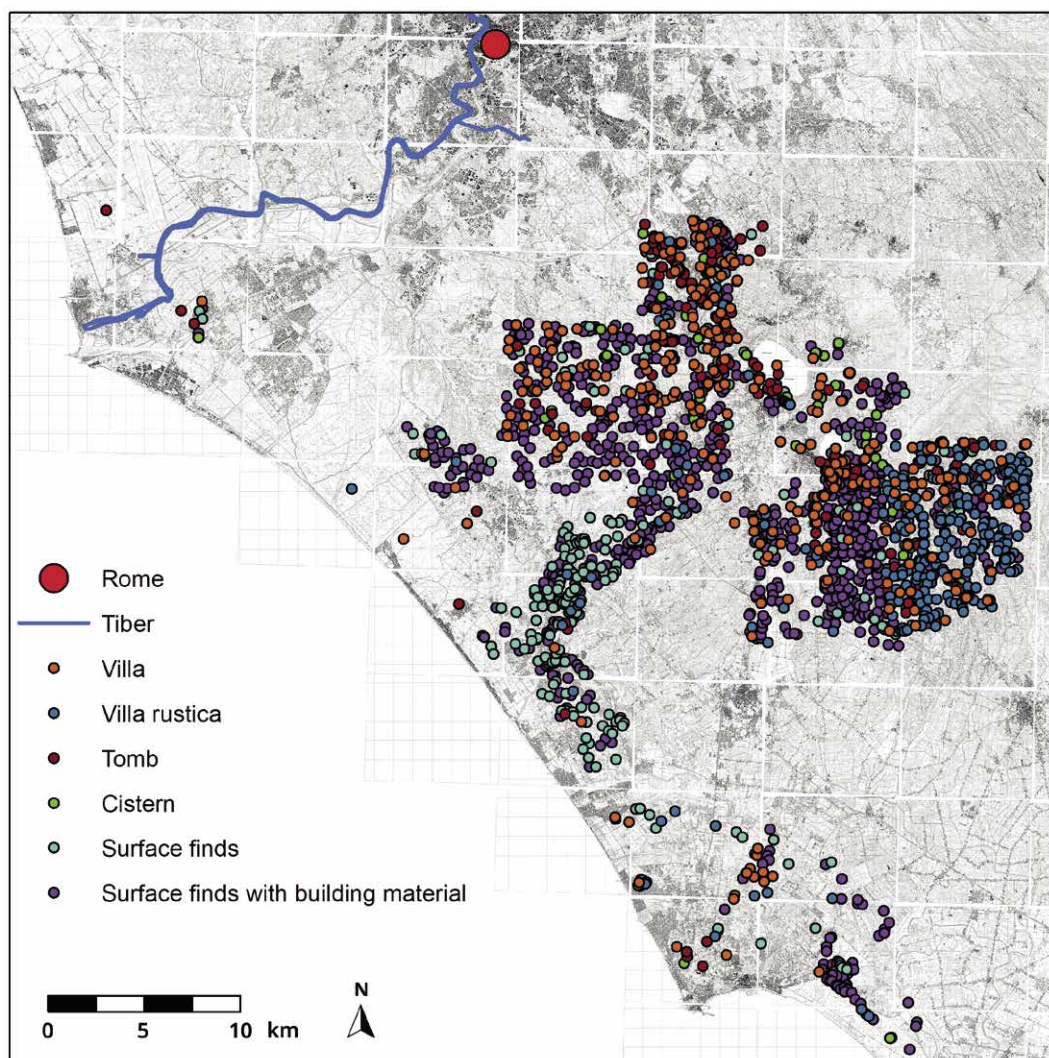 Rome
Tiber
Villa
Villa rustica
Tomb
Cistern
Surface finds
Surface finds with building material
N
0 5 10 km